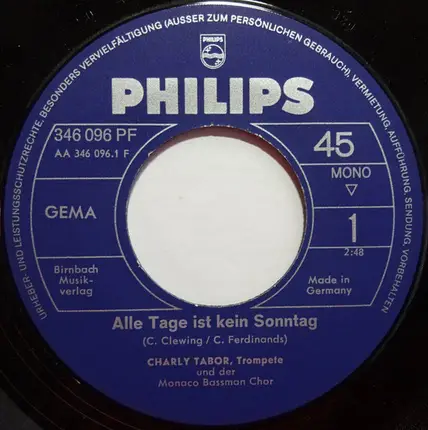 URHEBER- UND LEISTUNGSSCHUTZRECHTE, BESONDERS VERVIELFÄLTIGUNG (AUSSER ZUM PERSÖNLICHEN GEBRAUCH), VERMIETUNG, AUFFÜHRUNG, SENDUNG, VORBEHALTEN
PHILIPS
PHILIPS
346 096 PF
AA 346 096.1 F
45
MONO
GEMA
1
2:48
Birnbach
Musik-
verlag
Made in
Germany
Alle Tage ist kein Sonntag
(C. Clewing / C. Ferdinands)
CHARLY TABOR, Trompete
und der
Monaco Bassman Chor